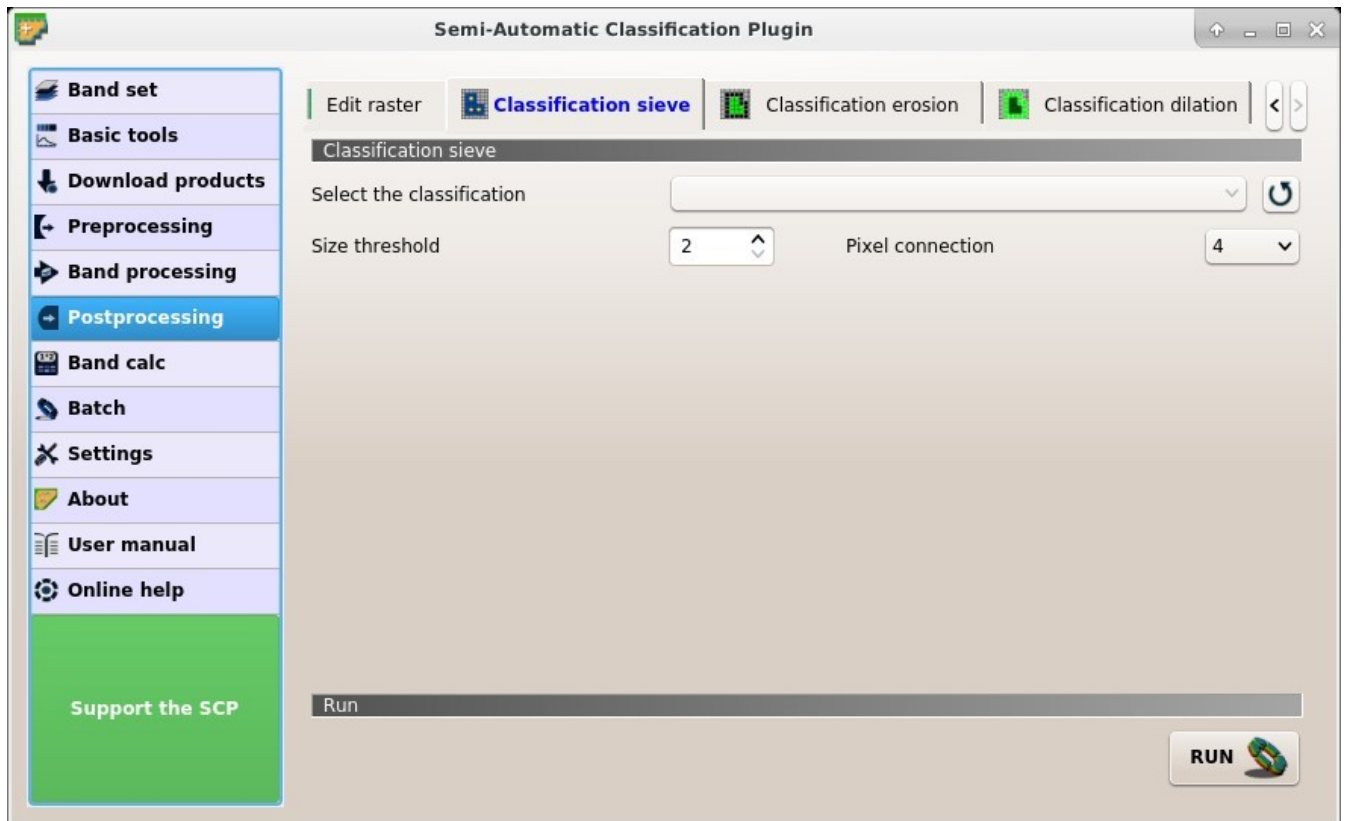 Semi-Automatic Classification Plugin
Band set
Basic tools
Download products
Preprocessing
Band processing
Postprocessing
Band calc
Batch
Settings
About
User manual
Online help
Support the SCP
Edit raster
Classification sieve
Classification erosion
Classification dilation
Classification sieve
Select the classification
Size threshold 2 Pixel connection 4
Run
RUN